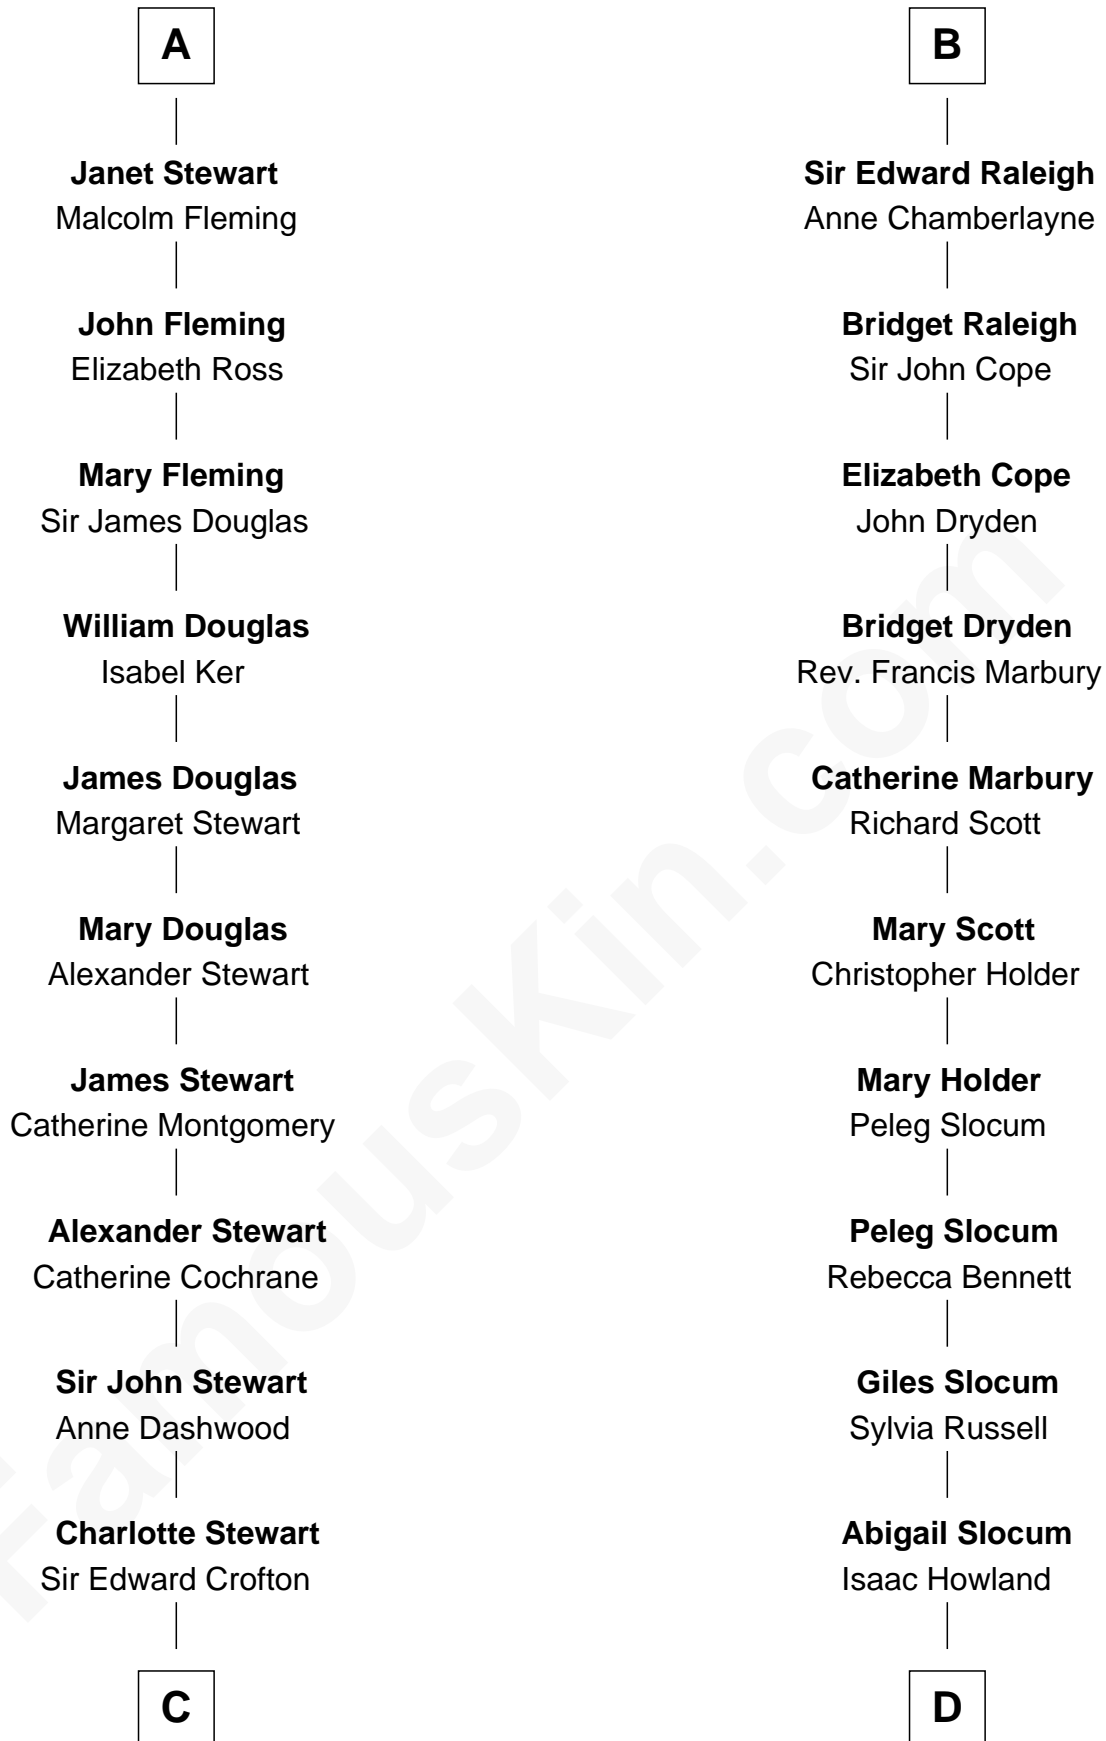 A
Janet Stewart
Malcolm Fleming
John Fleming
Elizabeth Ross
Mary Fleming
Sir James Douglas
William Douglas
Isabel Ker
James Douglas
Margaret Stewart
Mary Douglas
Alexander Stewart
James Stewart
Catherine Montgomery
Alexander Stewart
Catherine Cochrane
Sir John Stewart
Anne Dashwood
Charlotte Stewart
Sir Edward Crofton
C
B
Sir Edward Raleigh
Anne Chamberlayne
Bridget Raleigh
Sir John Cope
Elizabeth Cope
John Dryden
Bridget Dryden
Rev. Francis Marbury
Catherine Marbury
Richard Scott
Mary Scott
Christopher Holder
Mary Holder
Peleg Slocum
Peleg Slocum
Rebecca Bennett
Giles Slocum
Sylvia Russell
Abigail Slocum
Isaac Howland
D
FamousKin.com